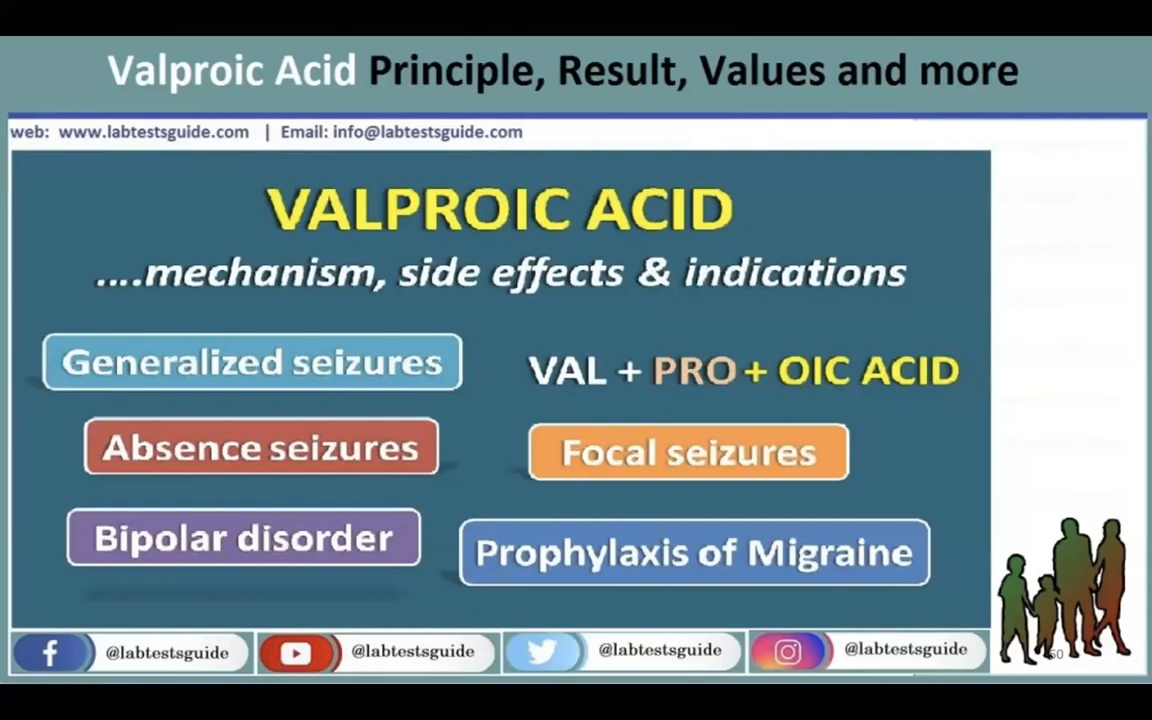 Valproic Acid Principle, Result, Values and more
web: www.labtestsguide.com | Email: info@labtestsguide.com
VALPROIC ACID
....mechanism, side effects & indications
Generalized seizures
VAL + PRO + OIC ACID
Absence seizures
Focal seizures
Bipolar disorder
Prophylaxis of Migraine
@labtestsguide
@labtestsguide
@labtestsguide
@labtestsguide
60